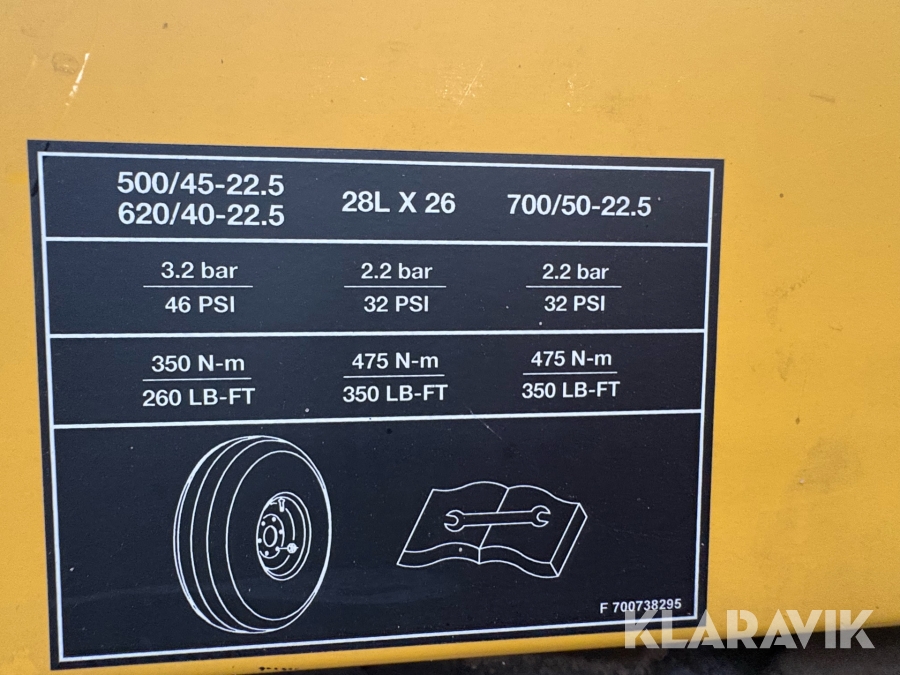 500/45-22.5
620/40-22.5
28L X 26
700/50-22.5
3.2 bar
46 PSI
2.2 bar
32 PSI
2.2 bar
32 PSI
350 N-m
260 LB-FT
475 N-m
350 LB-FT
475 N-m
350 LB-FT
F 700738295
KLARAVIK